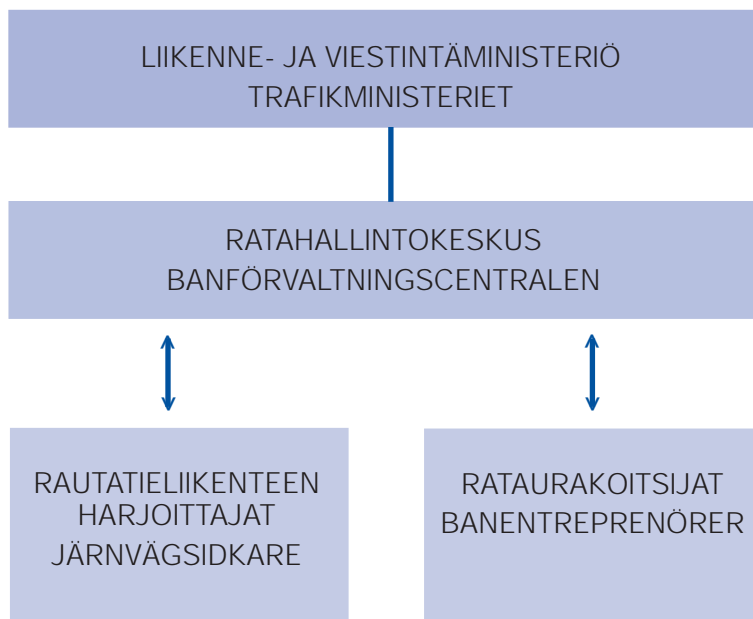 LIIKENNE- JA VIESTINTÄMINISTERIÖ
TRAFIKMINISTERIET
RATAHALLINTOKESKUS
BANFÖRVALTNINGSCENTRALEN
RAUTATIELIIKENTEEN
HARJOITTAJAT
JÄRNVÄGSIDKARE
RATAURAKOITSIJAT
BANENTREPRENÖRER